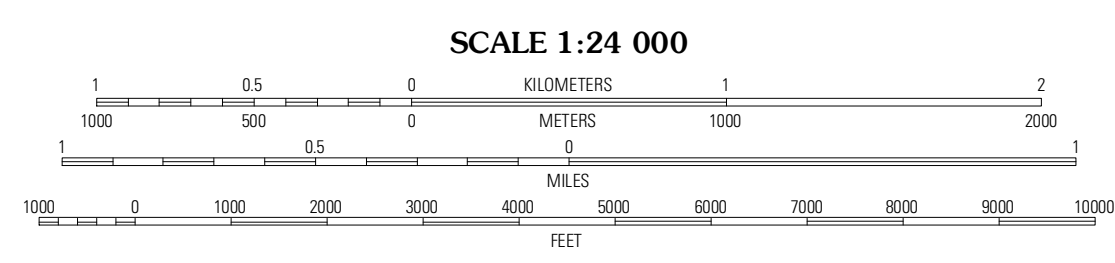 SCALE 1:24 000
1 0.5 0 KILOMETERS 1 2
1000 500 0 METERS 1000 2000
1 0.5 0 1
MILES
1000 0 1000 2000 3000 4000 5000 6000 7000 8000 9000 10000
FEET